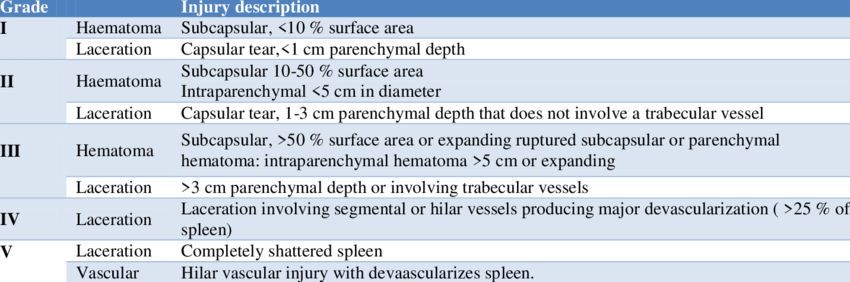 Grade Injury description
I Haematoma Subcapsular, <10 % surface area
Laceration Capsular tear,<1 cm parenchymal depth
II Haematoma Subcapsular 10-50 % surface area
Intraparenchymal <5 cm in diameter
Laceration Capsular tear, 1-3 cm parenchymal depth that does not involve a trabecular vessel
III Hematoma Subcapsular, >50 % surface area or expanding ruptured subcapsular or parenchymal
hematoma: intraparenchymal hematoma >5 cm or expanding
Laceration >3 cm parenchymal depth or involving trabecular vessels
IV Laceration Laceration involving segmental or hilar vessels producing major devascularization ( >25 % of
spleen)
V Laceration Completely shattered spleen
Vascular Hilar vascular injury with devaascularizes spleen.